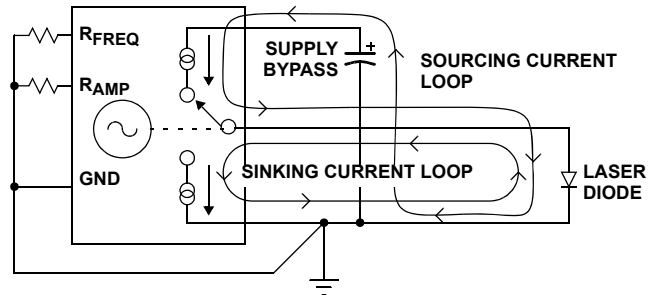 RFREQ
RAMP
GND
SUPPLY
BYPASS
+
SOURCING CURRENT
LOOP
SINKING CURRENT LOOP
LASER
DIODE